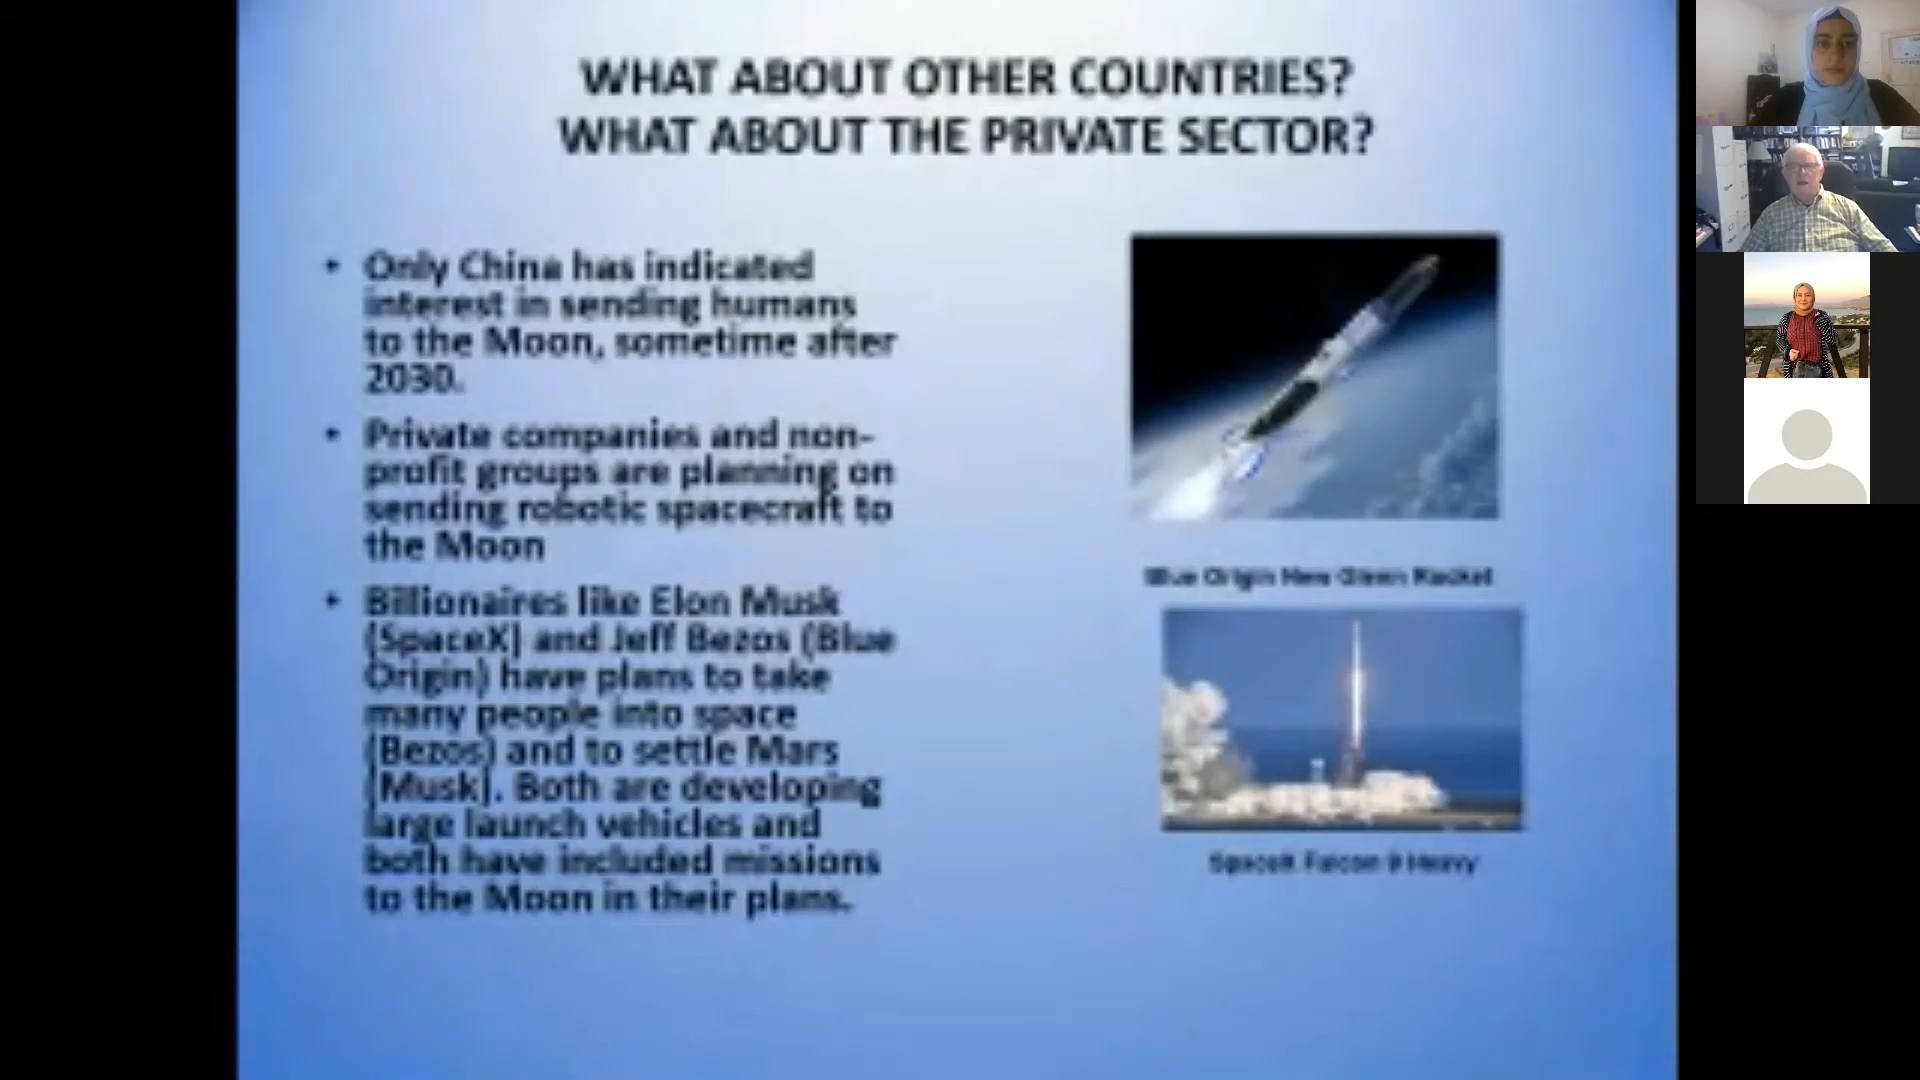 WHAT ABOUT OTHER COUNTRIES?
WHAT ABOUT THE PRIVATE SECTOR?
• Only China has indicated
interest in sending humans
to the Moon, sometime after
2030.
• Private companies and non-
profit groups are planning on
sending robotic spacecraft to
the Moon
• Billionaires like Elon Musk
(SpaceX) and Jeff Bezos (Blue
Origin) have plans to take
many people into space
(Bezos) and to settle Mars
(Musk). Both are developing
large launch vehicles and
both have included missions
to the Moon in their plans.
Blue Origin New Glenn Rocket
SpaceX Falcon 9 Heavy